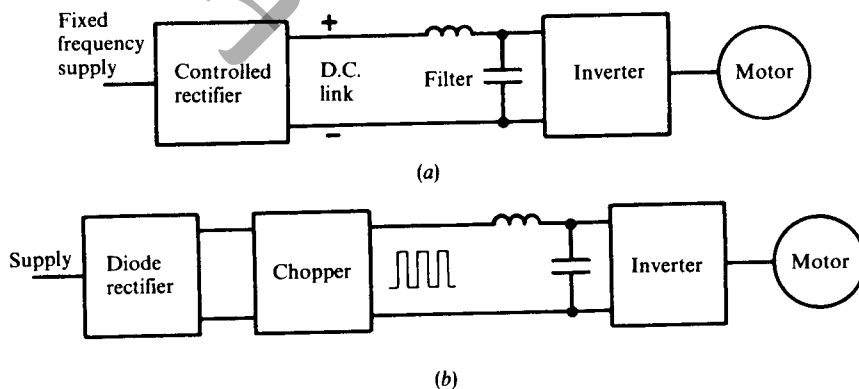 Fixed
frequency
supply
Controlled
rectifier
+
D.C.
link
−
Filter
Inverter
Motor
(a)
Supply
Diode
rectifier
Chopper
Inverter
Motor
(b)